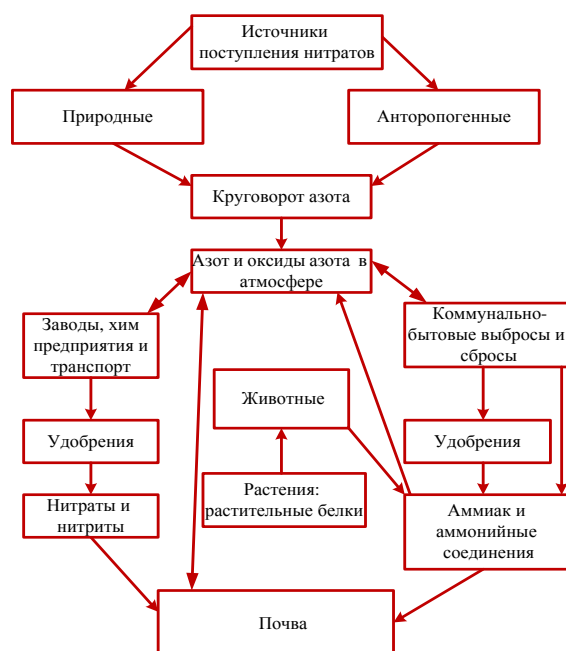 Источники
поступления нитратов
Природные
Анторопогенные
Круговорот азота
Азот и оксиды азота в
атмосфере
Заводы, хим
предприятия и
транспорт
Коммунально-
бытовые выбросы и
сбросы
Животные
Удобрения
Удобрения
Растения:
растительные белки
Нитраты и
нитриты
Аммиак и
аммонийные
соединения
Почва